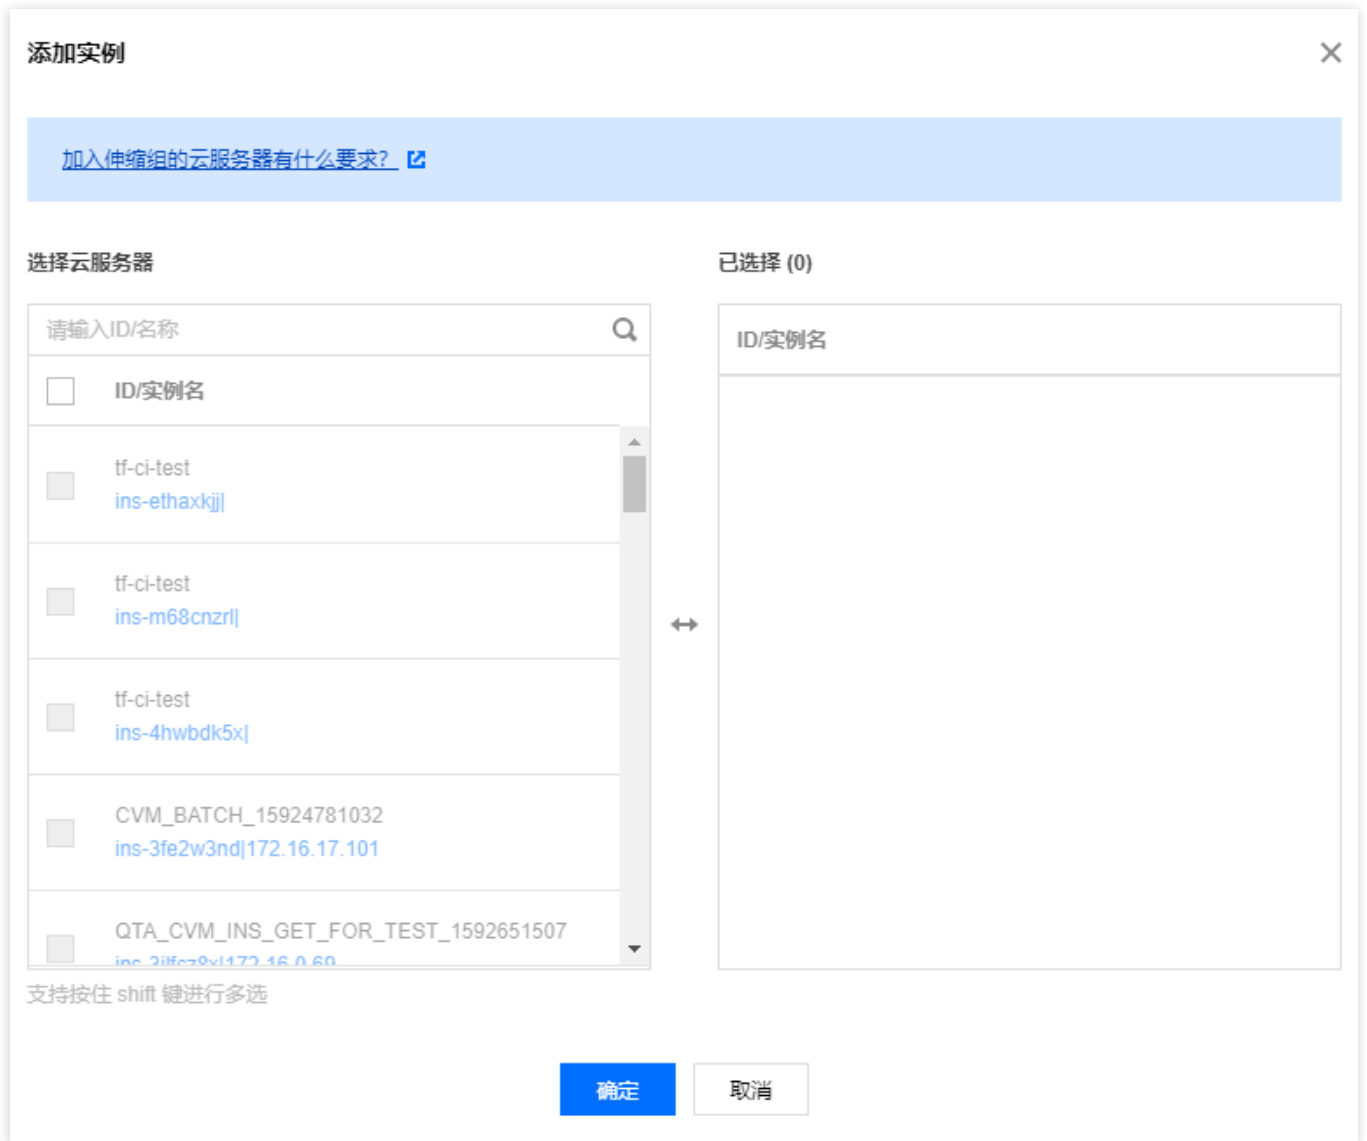 添加实例
加入伸缩组的云服务器有什么要求？
选择云服务器
已选择 (0)
请输入ID/名称
ID/实例名
ID/实例名
tf-ci-test
ins-ethaxkjj|
tf-ci-test
ins-m68cnzrl|
tf-ci-test
ins-4hwbdk5x|
CVM_BATCH_15924781032
ins-3fe2w3nd|172.16.17.101
QTA_CVM_INS_GET_FOR_TEST_1592651507
支持按住 shift 键进行多选
确定
取消